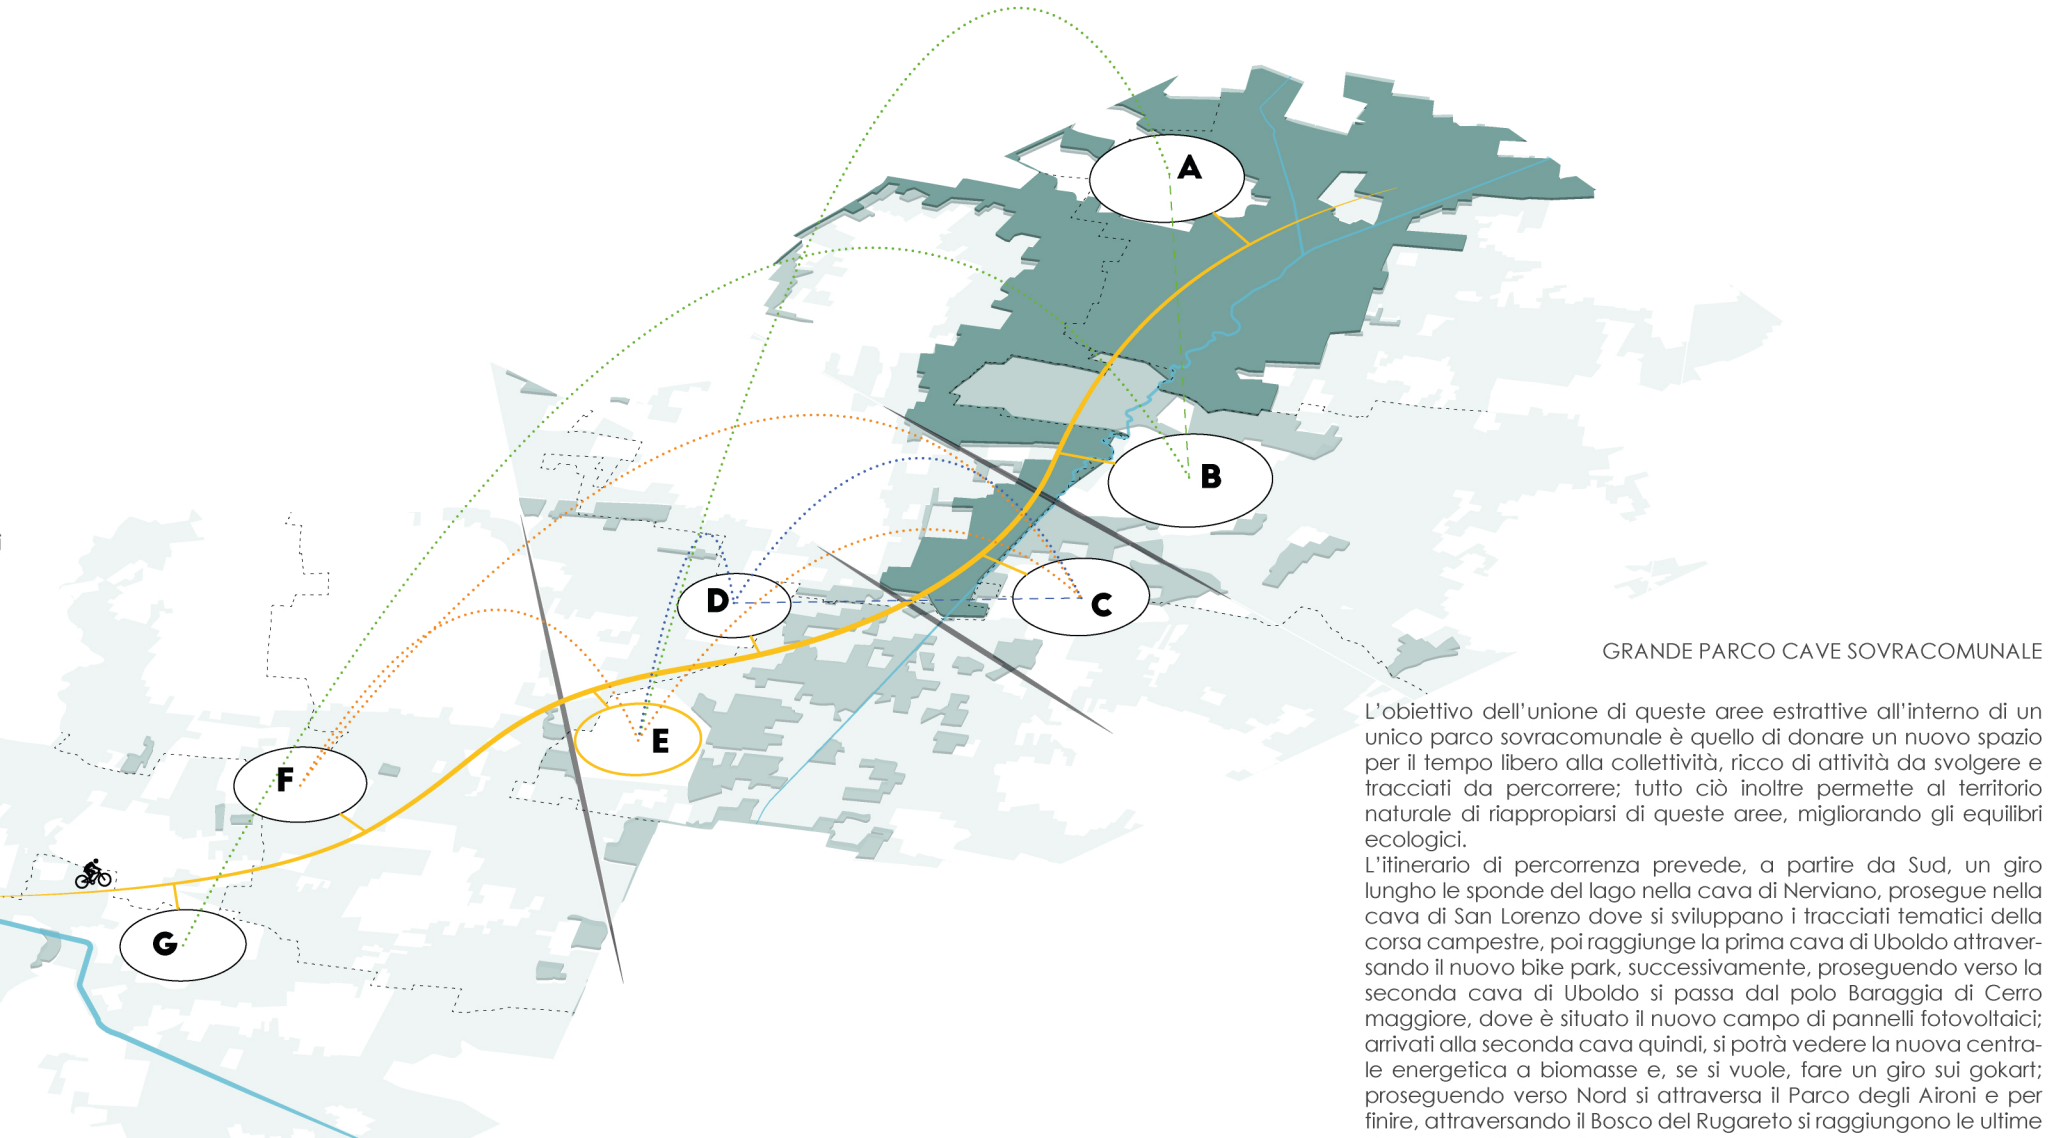 A
B
C
D
E
F
G
GRANDE PARCO CAVE SOVRACOMUNALE
L'obiettivo dell'unione di queste aree estrattive all'interno di un
unico parco sovracomunale è quello di donare un nuovo spazio
per il tempo libero alla collettività, ricco di attività da svolgere e
tracciati da percorrere; tutto ciò inoltre permette al territorio
naturale di riappropiarsi di queste aree, migliorando gli equilibri
ecologici.
L'itinerario di percorrenza prevede, a partire da Sud, un giro
lungho le sponde del lago nella cava di Nerviano, prosegue nella
cava di San Lorenzo dove si sviluppano i tracciati tematici della
corsa campestre, poi raggiunge la prima cava di Uboldo attraver-
sando il nuovo bike park, successivamente, proseguendo verso la
seconda cava di Uboldo si passa dal polo Baraggia di Cerro
maggiore, dove è situato il nuovo campo di pannelli fotovoltaici;
arrivati alla seconda cava quindi, si potrà vedere la nuova centra-
le energetica a biomasse e, se si vuole, fare un giro sui gokart;
proseguendo verso Nord si attraversa il Parco degli Aironi e per
finire, attraversando il Bosco del Rugareto si raggiungono le ultime